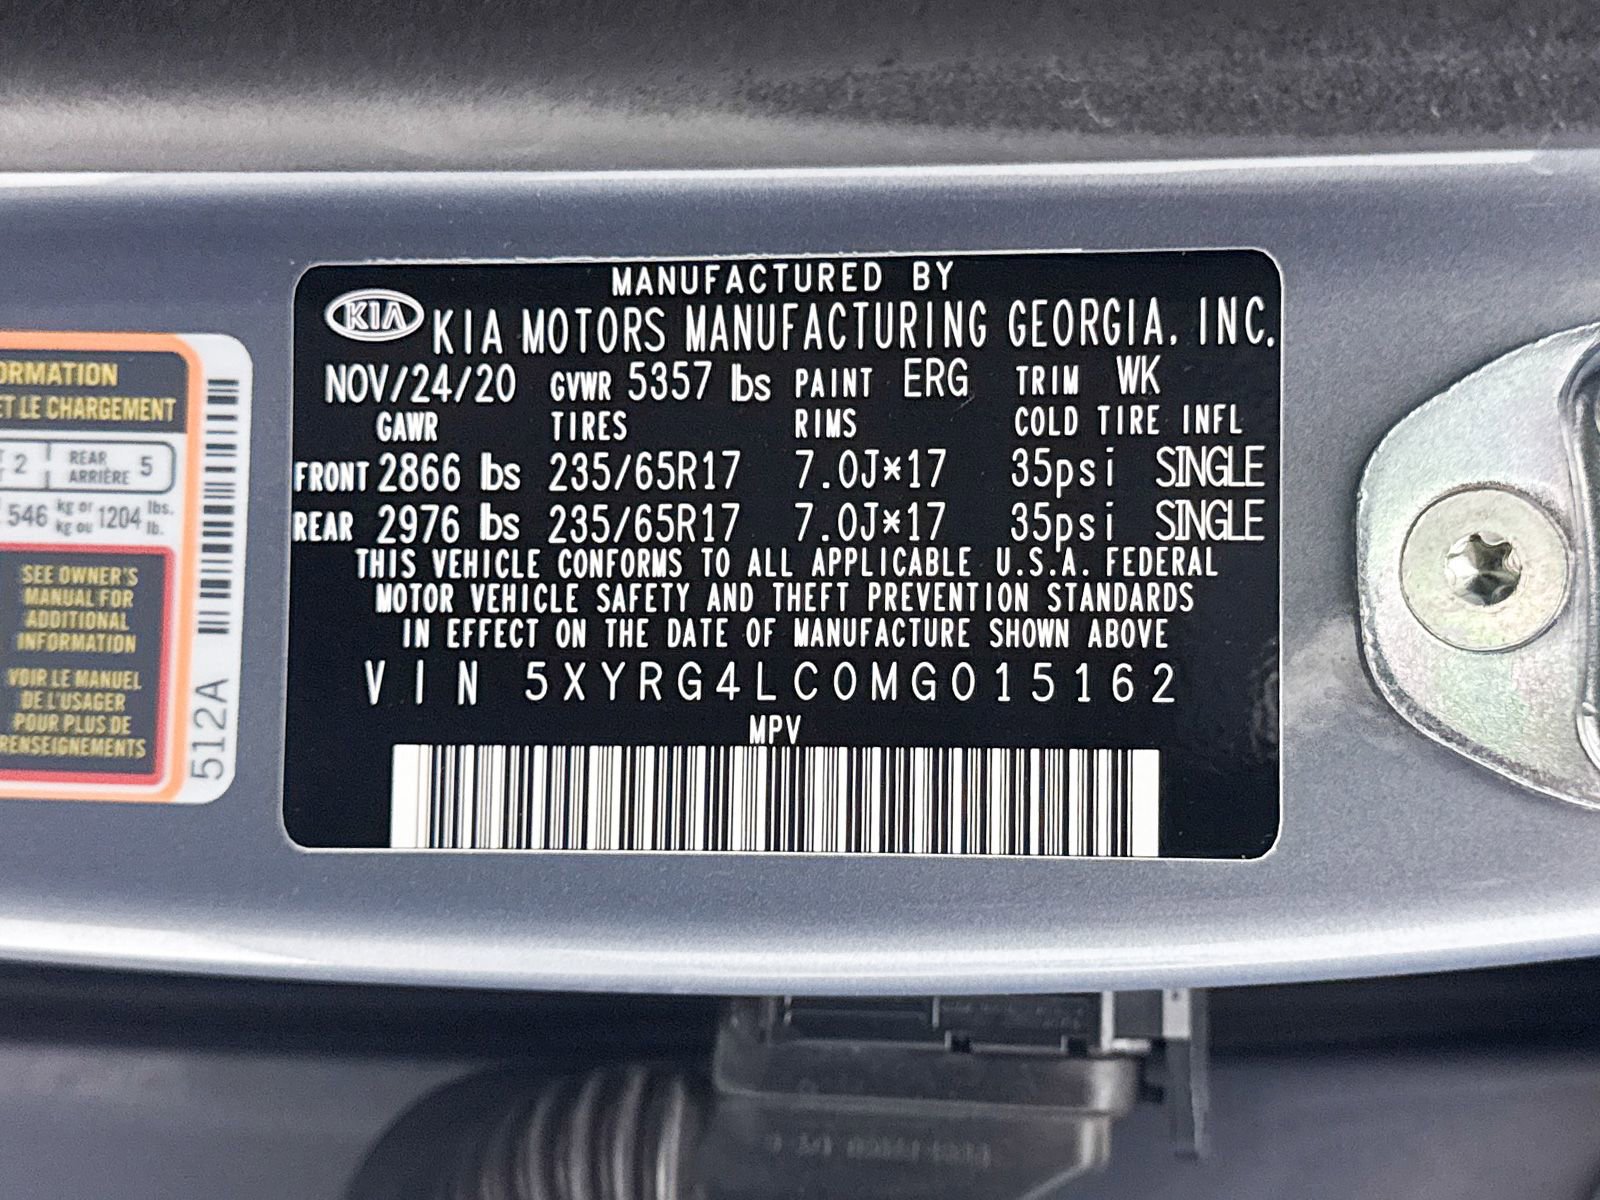 MANUFACTURED BY
KIA KIA MOTORS MANUFACTURING GEORGIA, INC.
NOV/24/20 GVWR 5357 lbs PAINT ERG TRIM WK
GAWR TIRES RIMS COLD TIRE INFL
FRONT 2866 lbs 235/65R17 7.0J*17 35psi SINGLE
REAR 2976 lbs 235/65R17 7.0J*17 35psi SINGLE
THIS VEHICLE CONFORMS TO ALL APPLICABLE U.S.A. FEDERAL
MOTOR VEHICLE SAFETY AND THEFT PREVENTION STANDARDS
IN EFFECT ON THE DATE OF MANUFACTURE SHOWN ABOVE
VIN 5XYRG4LC0MG015162
MPV
ORMATION
ET LE CHARGEMENT
2 REAR ARRIÈRE 5
546 kg or kg ou 1204 lbs. lb.
SEE OWNER'S
MANUAL FOR
ADDITIONAL
INFORMATION
VOIR LE MANUEL
DE L'USAGER
POUR PLUS DE
RENSEIGNEMENTS
512A